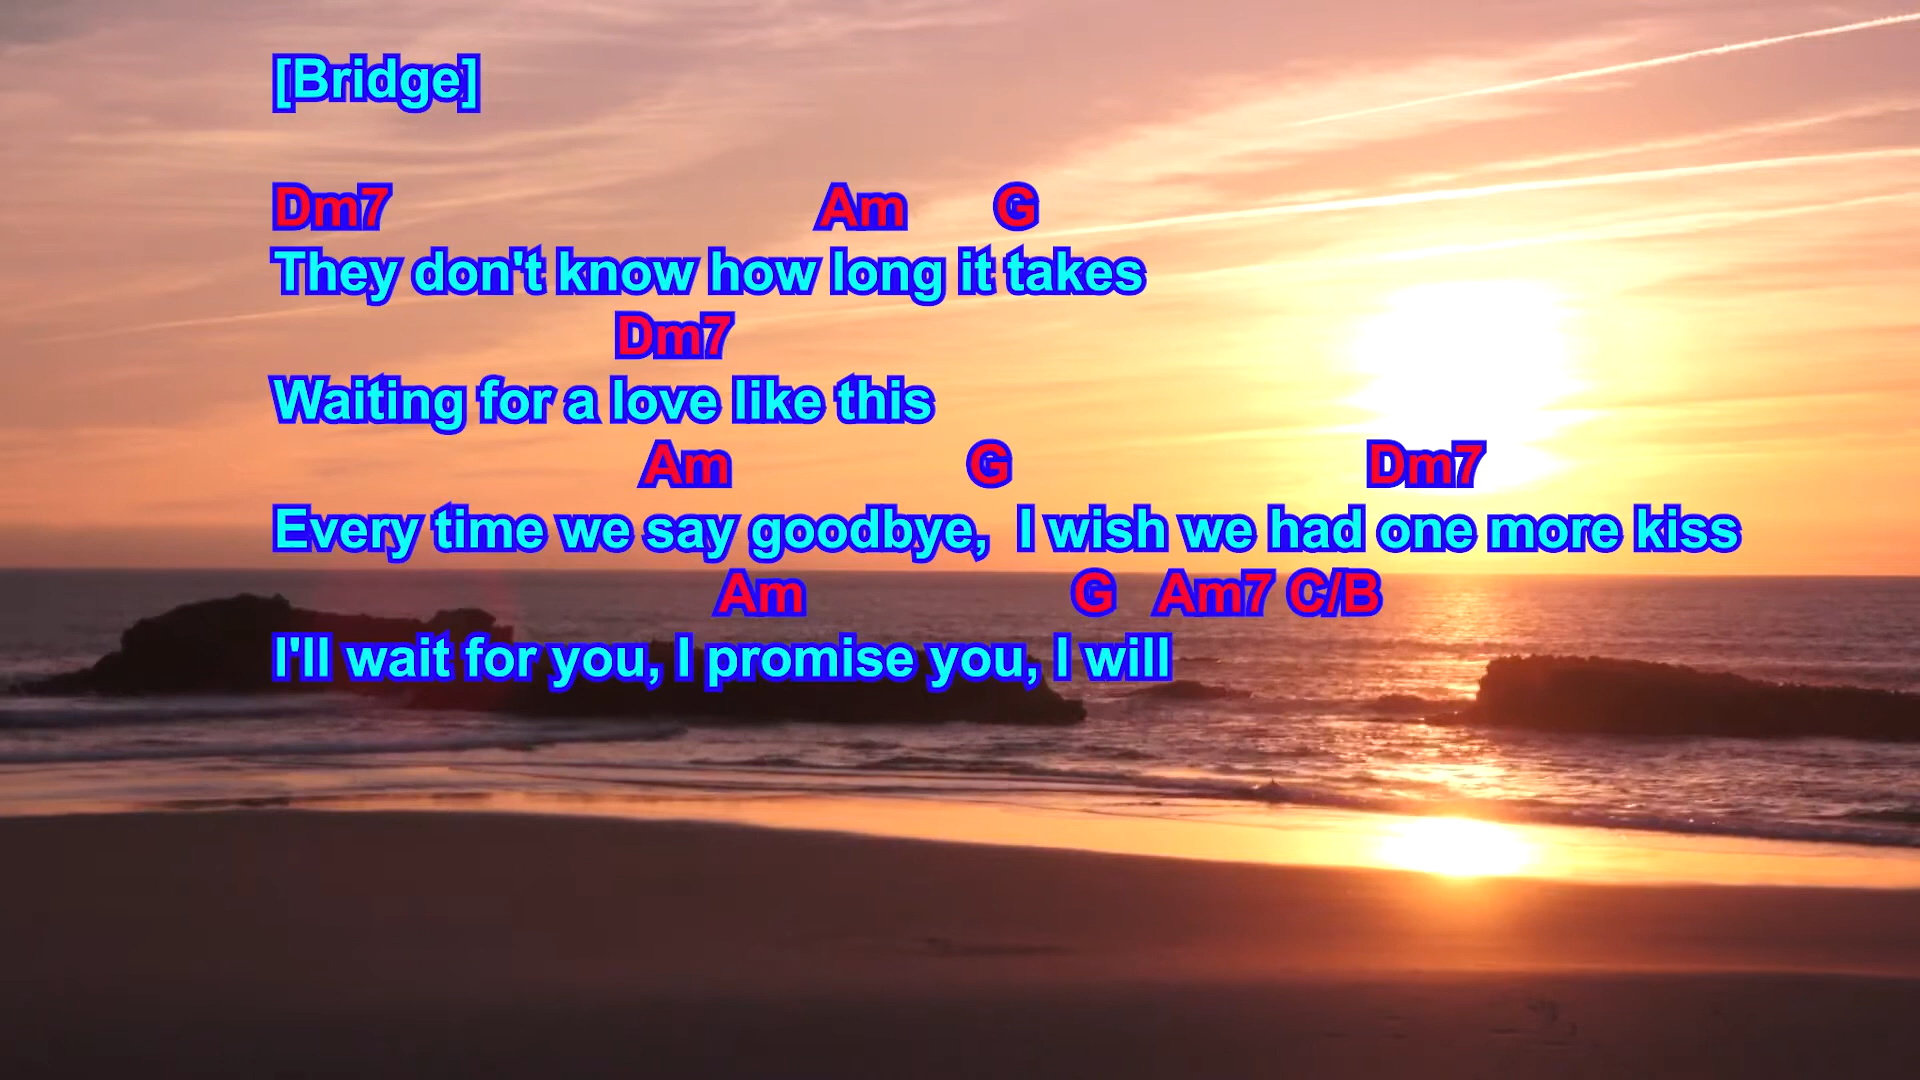 [Bridge]
Dm7 Am G
They don't know how long it takes
Dm7
Waiting for a love like this
Am G Dm7
Every time we say goodbye, I wish we had one more kiss
Am G Am7 C/B
I'll wait for you, I promise you, I will